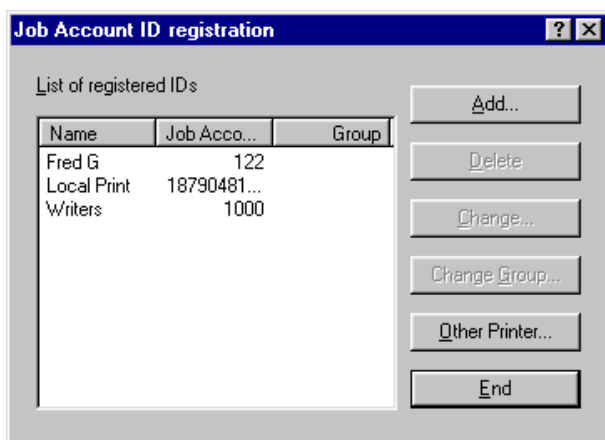 Job Account ID registration
List of registered IDs
Name Job Acco... Group
Fred G 122
Local Print 18790481...
Writers 1000
Add...
Delete
Change...
Change Group...
Other Printer...
End